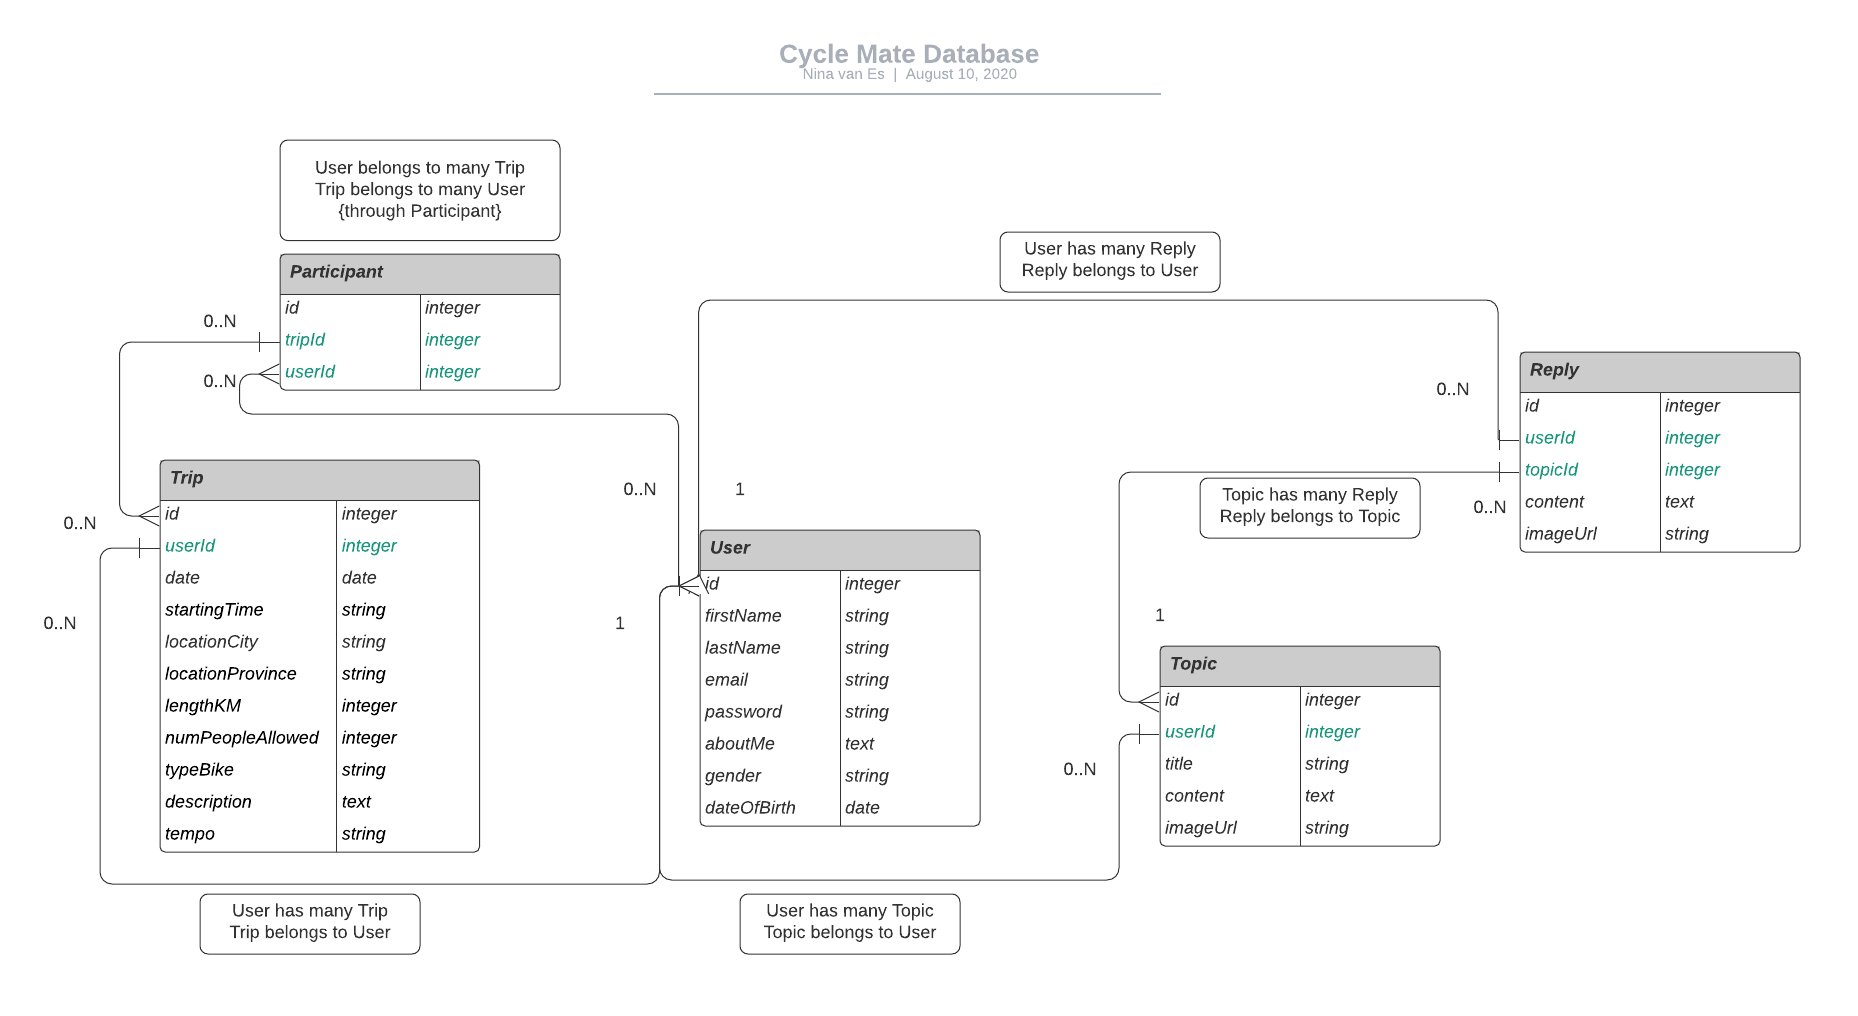 Cycle Mate Database
Nina van Es | August 10, 2020
User belongs to many Trip
Trip belongs to many User
{through Participant}
Participant
id integer
tripId integer
userId integer
0..N
0..N
User has many Reply
Reply belongs to User
Reply
id integer
userId integer
topicId integer
content text
imageUrl string
0..N
0..N
Topic has many Reply
Reply belongs to Topic
Trip
id integer
userId integer
date date
startingTime string
locationCity string
locationProvince string
lengthKM integer
numPeopleAllowed integer
typeBike string
description text
tempo string
0..N
0..N
0..N
1
1
User
id integer
firstName string
lastName string
email string
password string
aboutMe text
gender string
dateOfBirth date
1
Topic
id integer
userId integer
title string
content text
imageUrl string
0..N
User has many Trip
Trip belongs to User
User has many Topic
Topic belongs to User